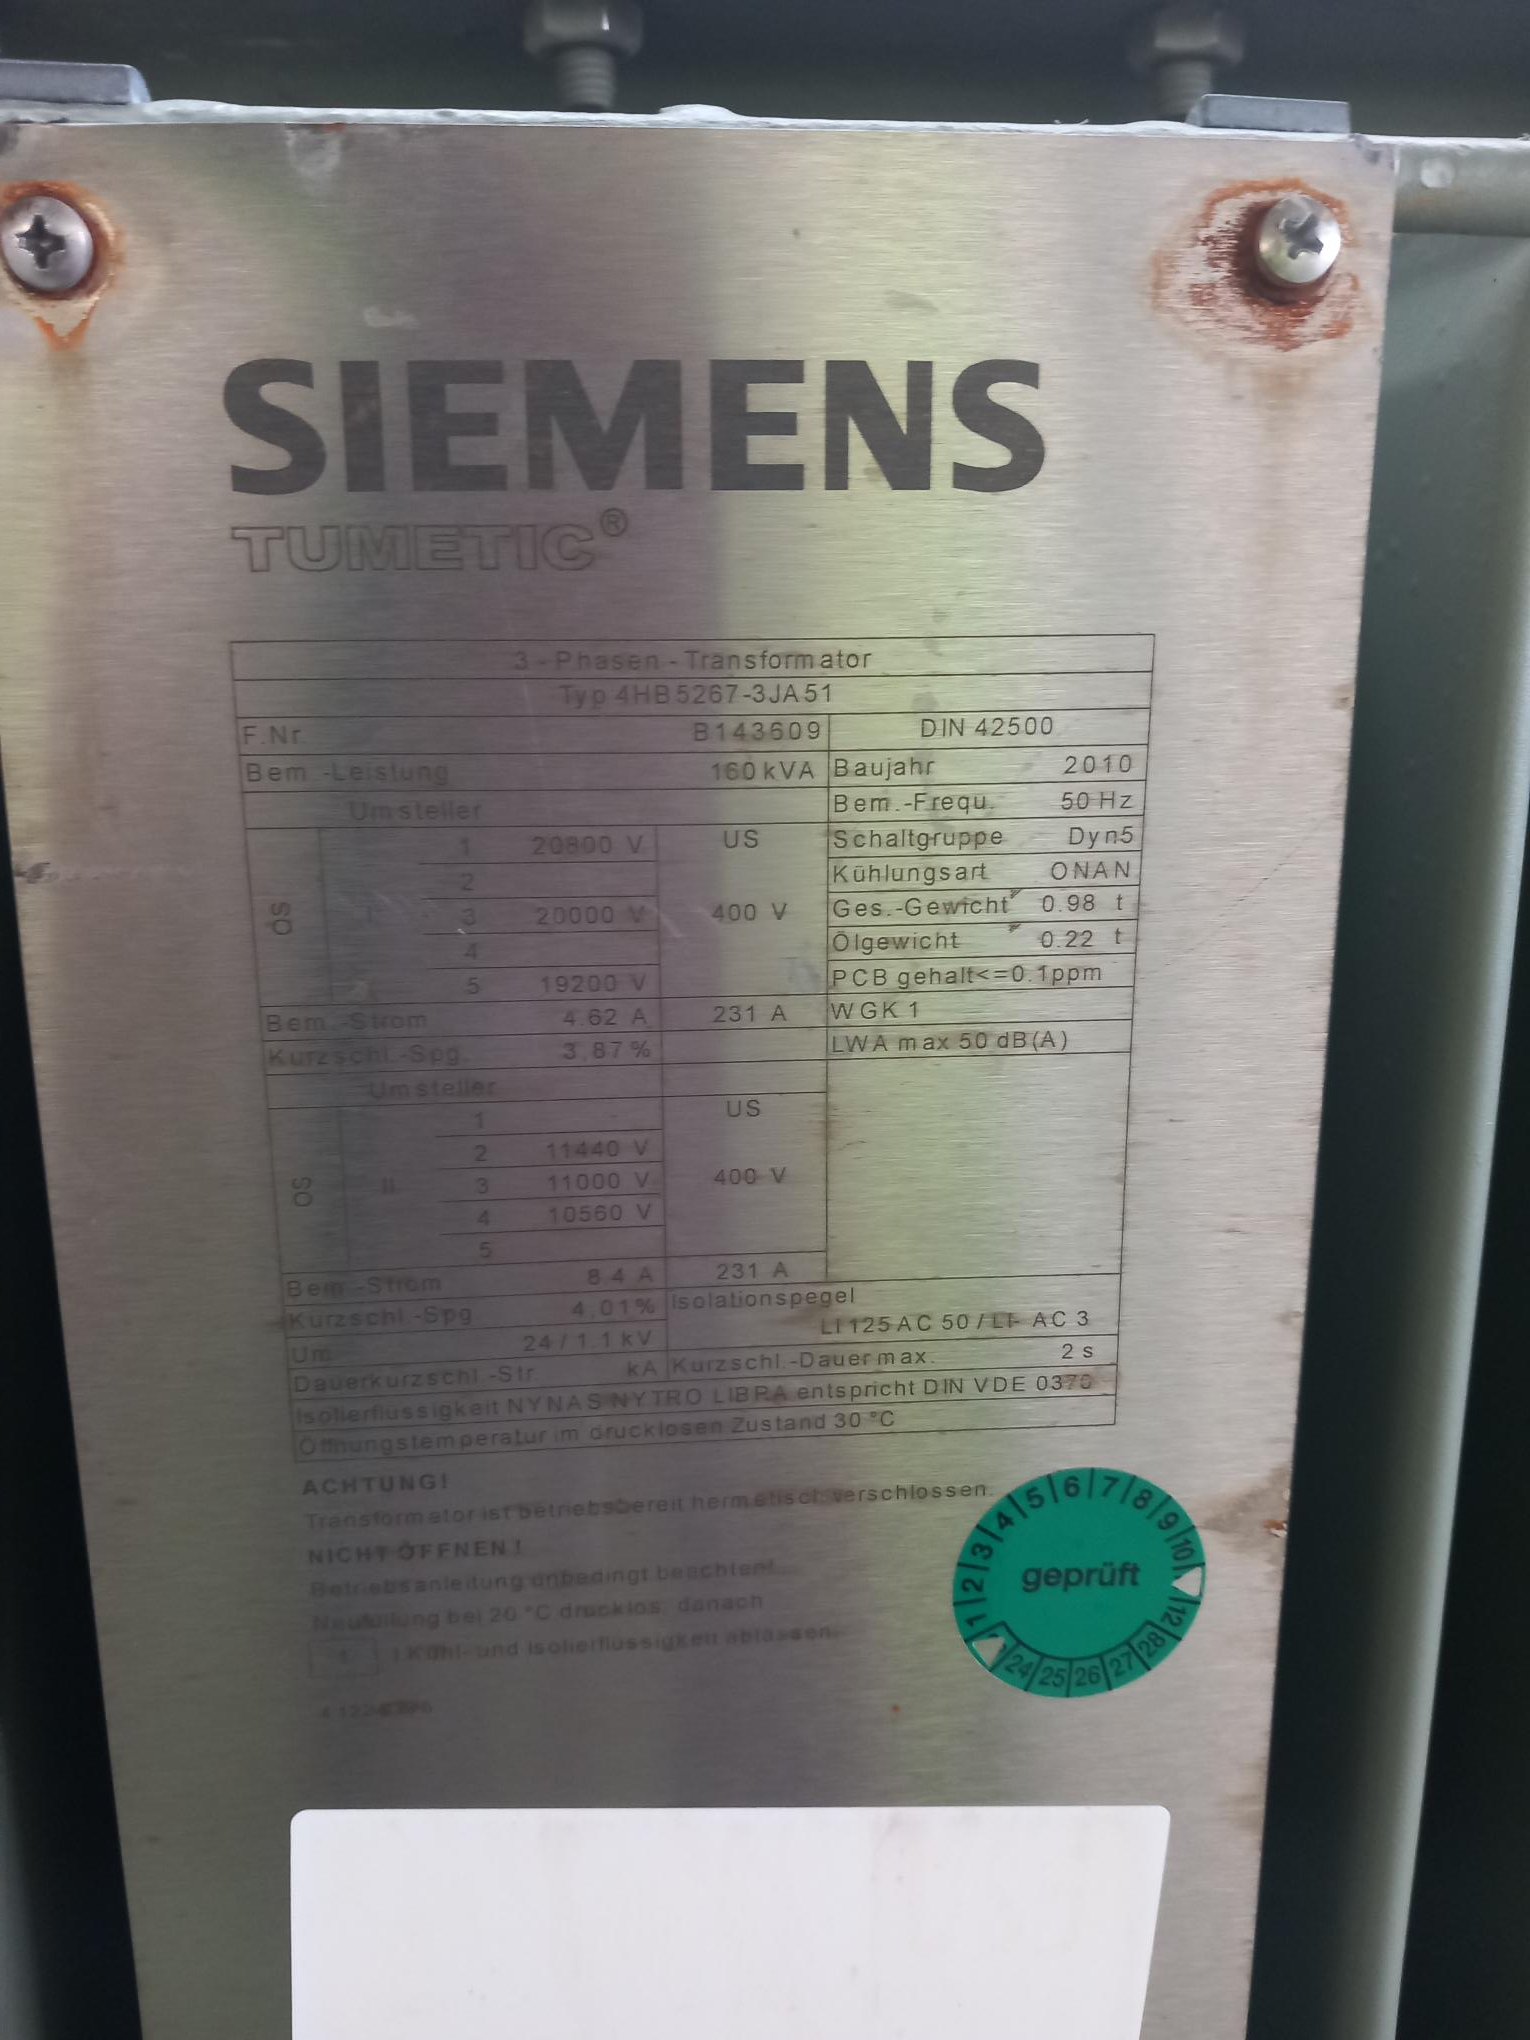 SIEMENS
TUMETIC®
3 - Phasen - Transformator
Typ 4HB5267-3JA51
F.Nr. B143609 DIN 42500
Bem.-Leistung 160 kVA Baujahr 2010
Umsteller Bem.-Frequ. 50 Hz
1 20800 V US Schaltgruppe Dyn5
2 Kühlungsart ONAN
OS I 3 20000 V 400 V Ges.-Gewicht 0.98 t
4 Ölgewicht 0.22 t
5 19200 V PCB gehalt<=0.1ppm
Bem.-Strom 4.62 A 231 A WGK 1
Kurzschl.-Spg. 3,87% LWA max 50 dB(A)
Umsteller
1 US
2 11440 V
OS II 3 11000 V 400 V
4 10560 V
5
Bem.-Strom 8.4 A 231 A
Kurzschl.-Spg 4,01% Isolationspegel
Um 24 / 1.1 kV LI 125 AC 50 / LI- AC 3
Dauerkurzschl.-Str. kA Kurzschl.-Dauer max. 2 s
Isolierflüssigkeit NYNAS NYTRO LIBRA entspricht DIN VDE 0370
Öffnungstemperatur im drucklosen Zustand 30 °C
ACHTUNG!
Transformator ist betriebsbereit hermetisch verschlossen.
NICHT ÖFFNEN!
Betriebsanleitung unbedingt beachten!
Neufüllung bei 20 °C drucklos, danach
l Kühl- und Isolierflüssigkeit ablassen.
1 2 3 4 5 6 7 8 9 10 12
geprüft
24 25 26 27 28